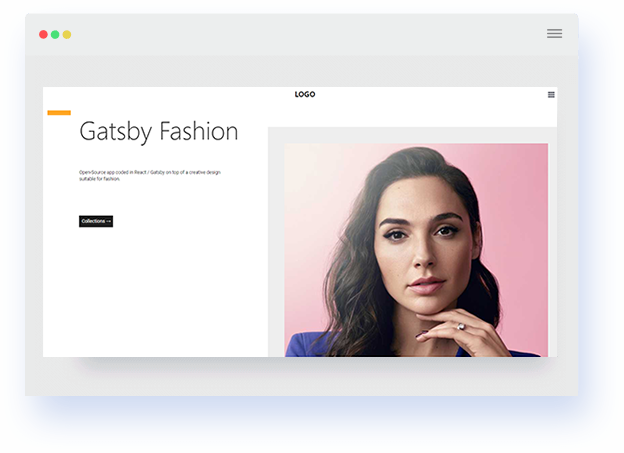 LOGO
Gatsby Fashion
Open-Source app coded in React / Gatsby on top of a creative design
suitable for fashion.
Collections →